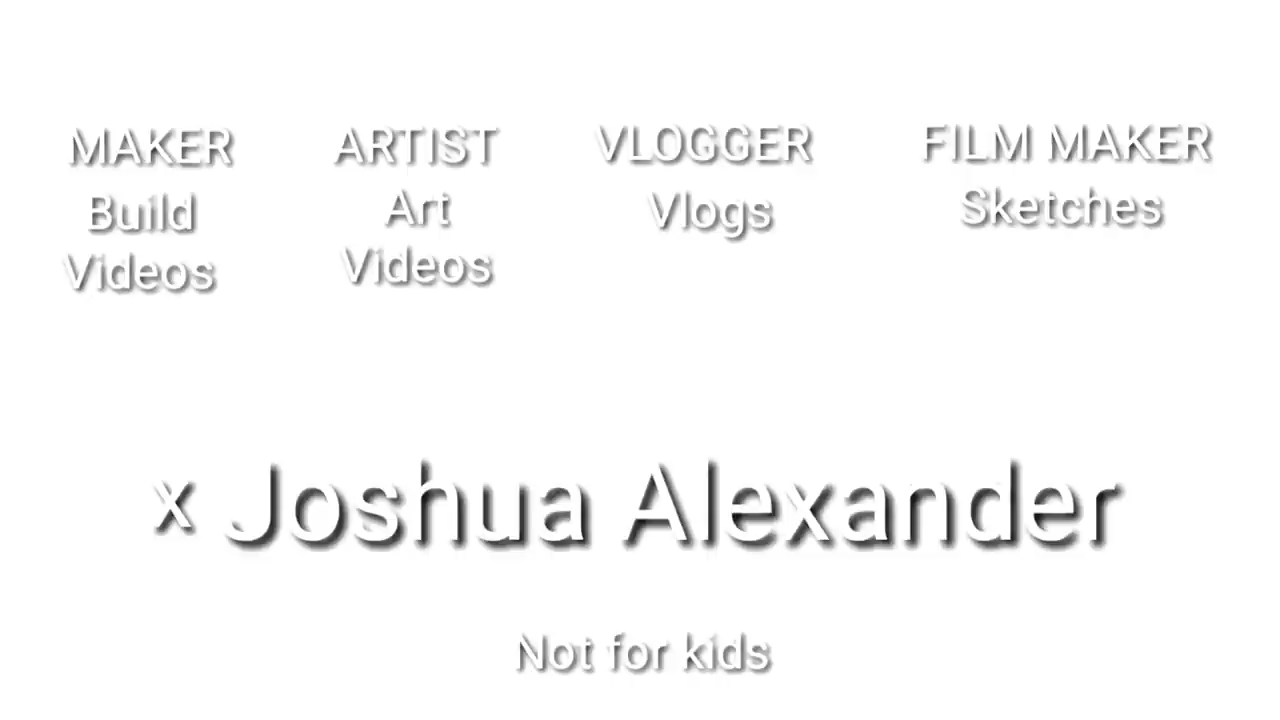 MAKER
Build
Videos
ARTIST
Art
Videos
VLOGGER
Vlogs
FILM MAKER
Sketches
x Joshua Alexander
Not for kids